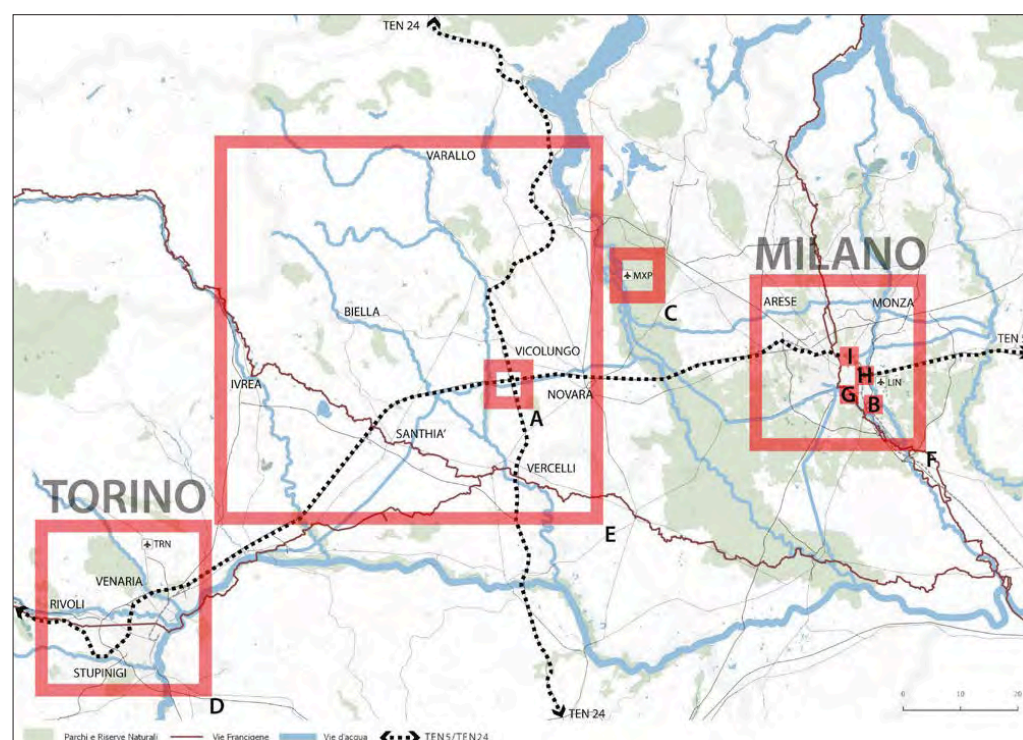 TEN 24
VARALLO
MILANO
MXP
ARESE
MONZA
C
BIELLA
VICOLUNGO
TEN 5
I
H
LIN
IVREA
NOVARA
G
B
A
SANTHIA'
VERCELLI
F
TORINO
E
TRN
VENARIA
RIVOLI
STUPINIGI
D
TEN 24
0 10 20
Parchi e Riserve Naturali Vie Francigene Vie d'acqua TEN5/TEN24